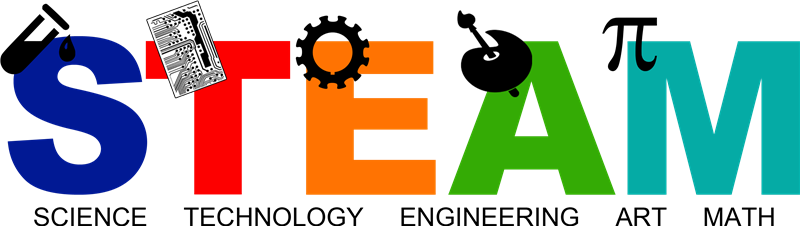 STEAM
π
SCIENCE TECHNOLOGY ENGINEERING ART MATH